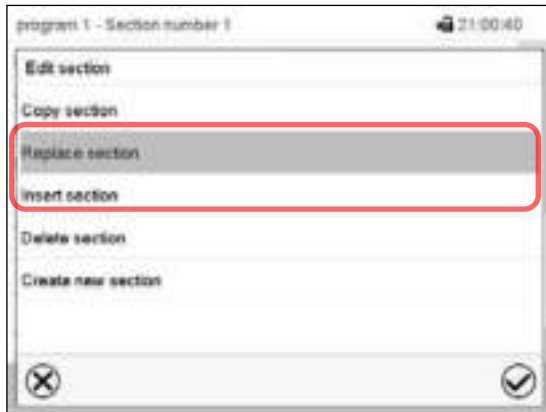 program 1 - Section number 1 21:00:40
Edit section
Copy section
Replace section
Insert section
Delete section
Create new section